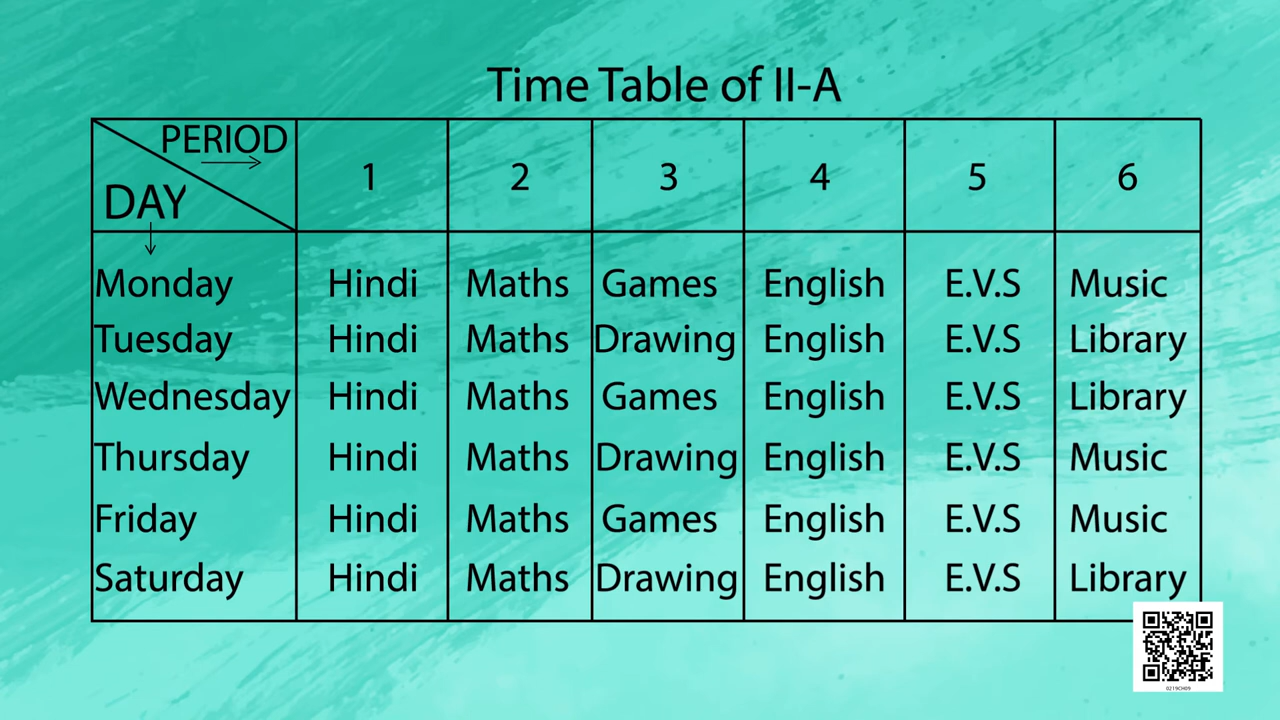 Time Table of II-A
PERIOD
DAY
1 2 3 4 5 6
Monday Hindi Maths Games English E.V.S Music
Tuesday Hindi Maths Drawing English E.V.S Library
Wednesday Hindi Maths Games English E.V.S Library
Thursday Hindi Maths Drawing English E.V.S Music
Friday Hindi Maths Games English E.V.S Music
Saturday Hindi Maths Drawing English E.V.S Library
0219CH09